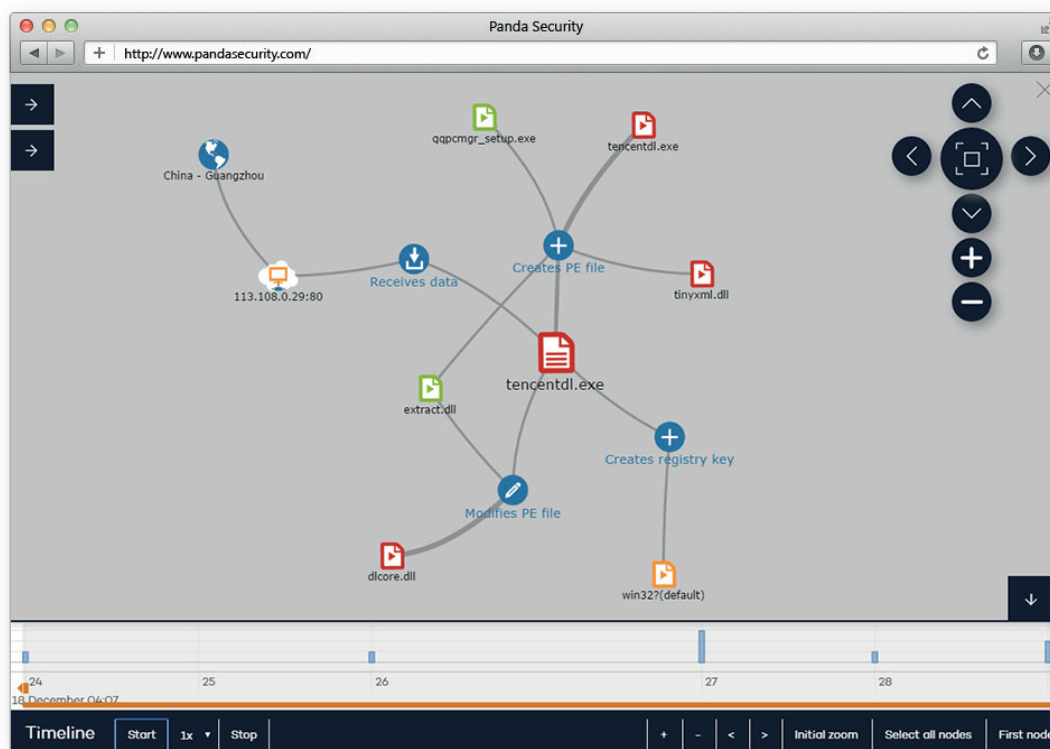 Panda Security
http://www.pandasecurity.com/
qqpcmgr_setup.exe
tencentdl.exe
China - Guangzhou
Creates PE file
Receives data
113.108.0.29:80
tinyxml.dll
tencentdl.exe
extract.dll
Creates registry key
Modifies PE file
dlcore.dll
win32?(default)
24 25 26 27 28
18 December 04:07
Timeline Start 1x Stop + - < > Initial zoom Select all nodes First node